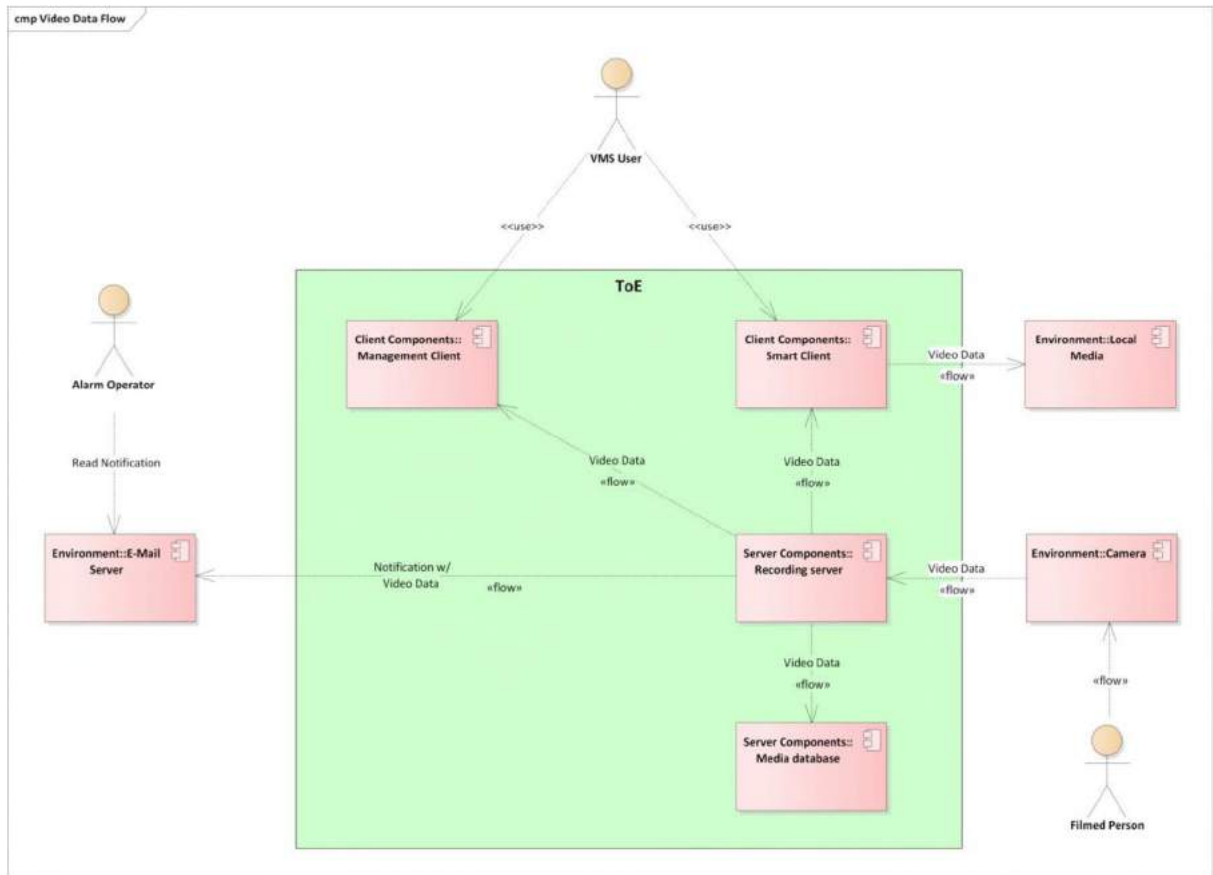 cmp Video Data Flow
VMS User
<<use>>
<<use>>
ToE
Client Components::
Management Client
Client Components::
Smart Client
Video Data
«flow»
Environment::Local
Media
Alarm Operator
Read Notification
Video Data
«flow»
Video Data
«flow»
Environment::E-Mail
Server
Notification w/
Video Data
«flow»
Server Components::
Recording server
Video Data
«flow»
Environment::Camera
Video Data
«flow»
«flow»
Server Components::
Media database
Filmed Person